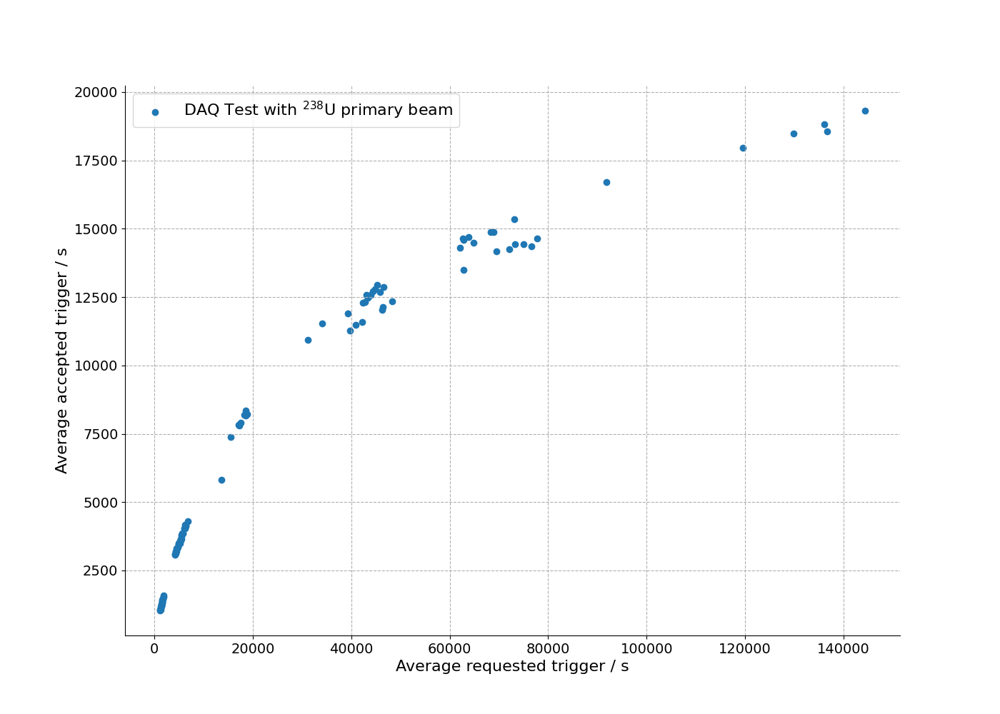 DAQ Test with ²³⁸U primary beam
20000
17500
15000
12500
10000
7500
5000
2500
Average accepted trigger / s
0 20000 40000 60000 80000 100000 120000 140000
Average requested trigger / s